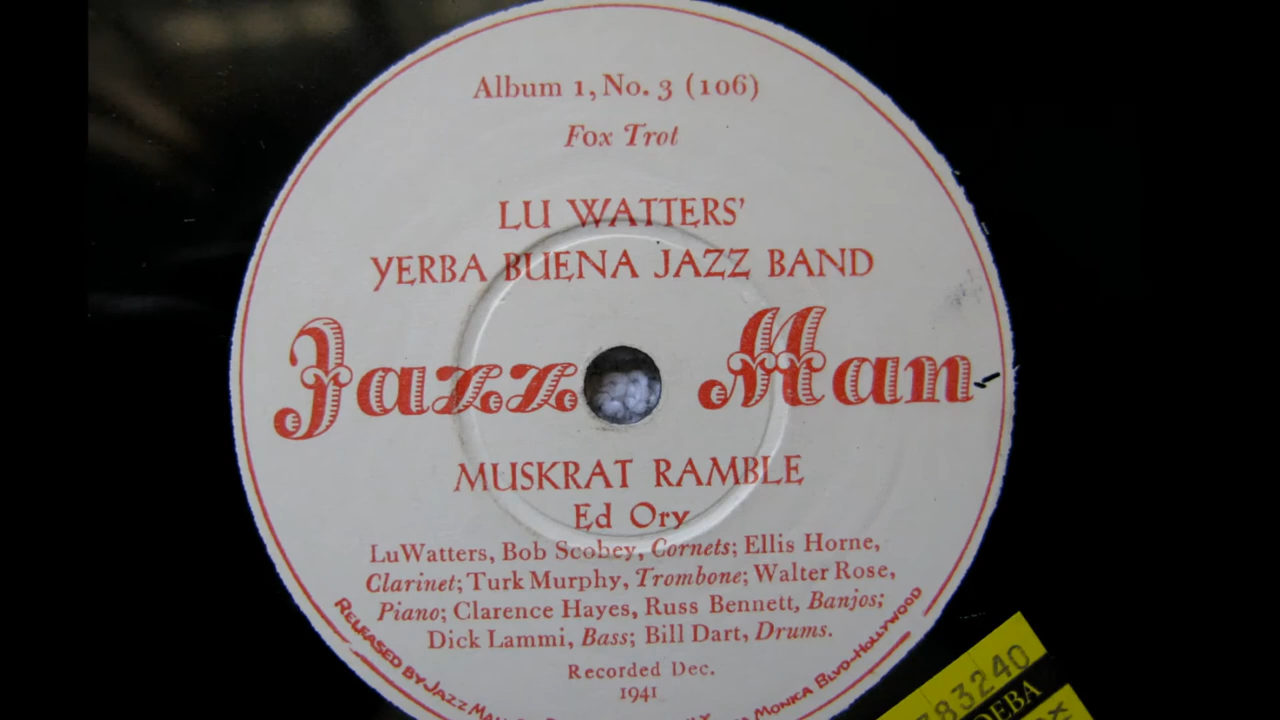 Album 1, No. 3 (106)
Fox Trot
LU WATTERS'
YERBA BUENA JAZZ BAND
Jazz Man
MUSKRAT RAMBLE
Ed Ory
LuWatters, Bob Scobey, Cornets; Ellis Horne,
Clarinet; Turk Murphy, Trombone; Walter Rose,
Piano; Clarence Hayes, Russ Bennett, Banjos;
Dick Lammi, Bass; Bill Dart, Drums.
Recorded Dec.
1941
RELEASED BY JAZZ MAN MONICA BLVD-HOLLYWOOD
83240